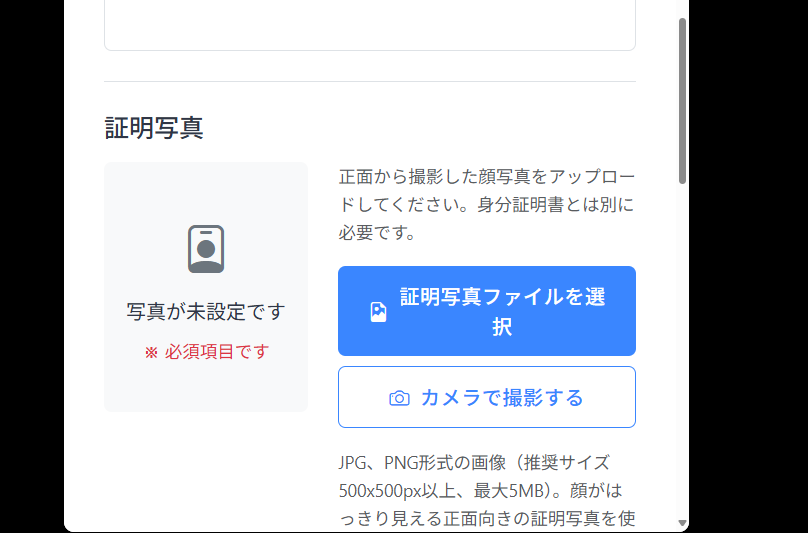 証明写真
写真が未設定です
※ 必須項目です
正面から撮影した顔写真をアップロー
ドしてください。身分証明書とは別に
必要です。
証明写真ファイルを選
択
カメラで撮影する
JPG、PNG形式の画像（推奨サイズ
500x500px以上、最大5MB）。顔がは
っきり見える正面向きの証明写真を使